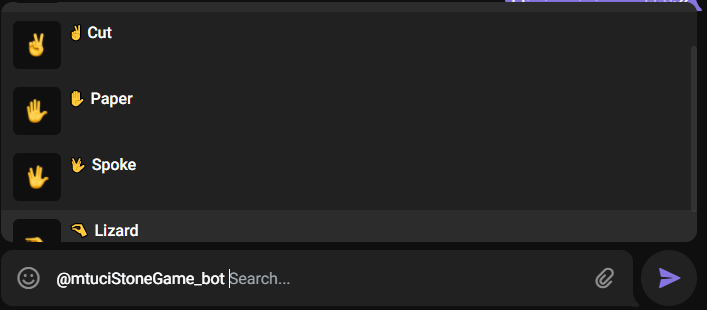 ✌ Cut
✋ Paper
🖖 Spoke
🤏 Lizard
@mtuciStoneGame_bot Search...